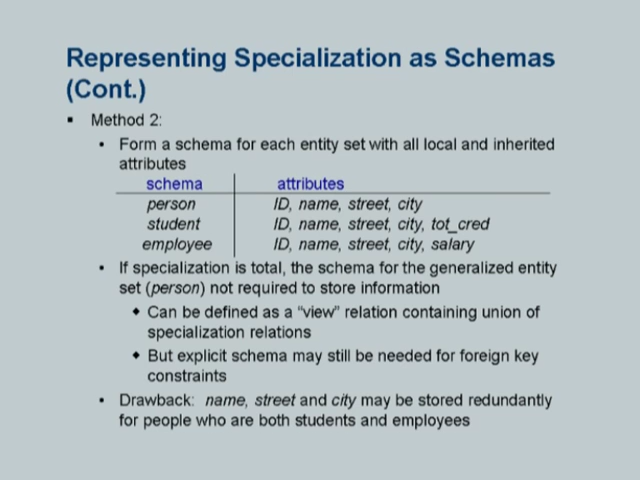 Representing Specialization as Schemas
(Cont.)
▪ Method 2:
• Form a schema for each entity set with all local and inherited
attributes
schema attributes
person ID, name, street, city
student ID, name, street, city, tot_cred
employee ID, name, street, city, salary
• If specialization is total, the schema for the generalized entity
set (person) not required to store information
◆ Can be defined as a “view” relation containing union of
specialization relations
◆ But explicit schema may still be needed for foreign key
constraints
• Drawback: name, street and city may be stored redundantly
for people who are both students and employees